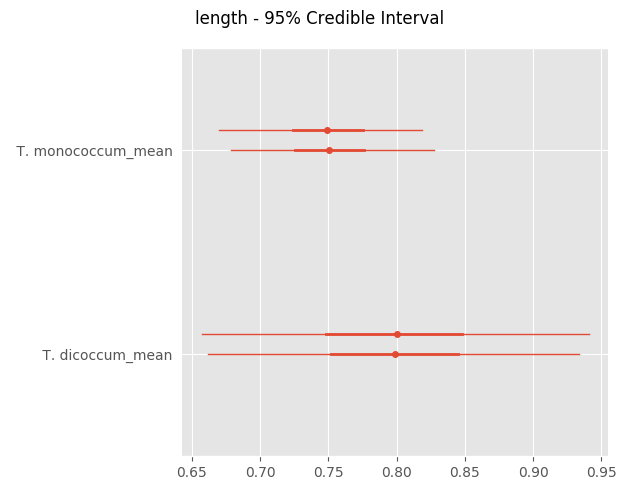 length - 95% Credible Interval
T. monococcum_mean
T. dicoccum_mean
0.65 0.70 0.75 0.80 0.85 0.90 0.95